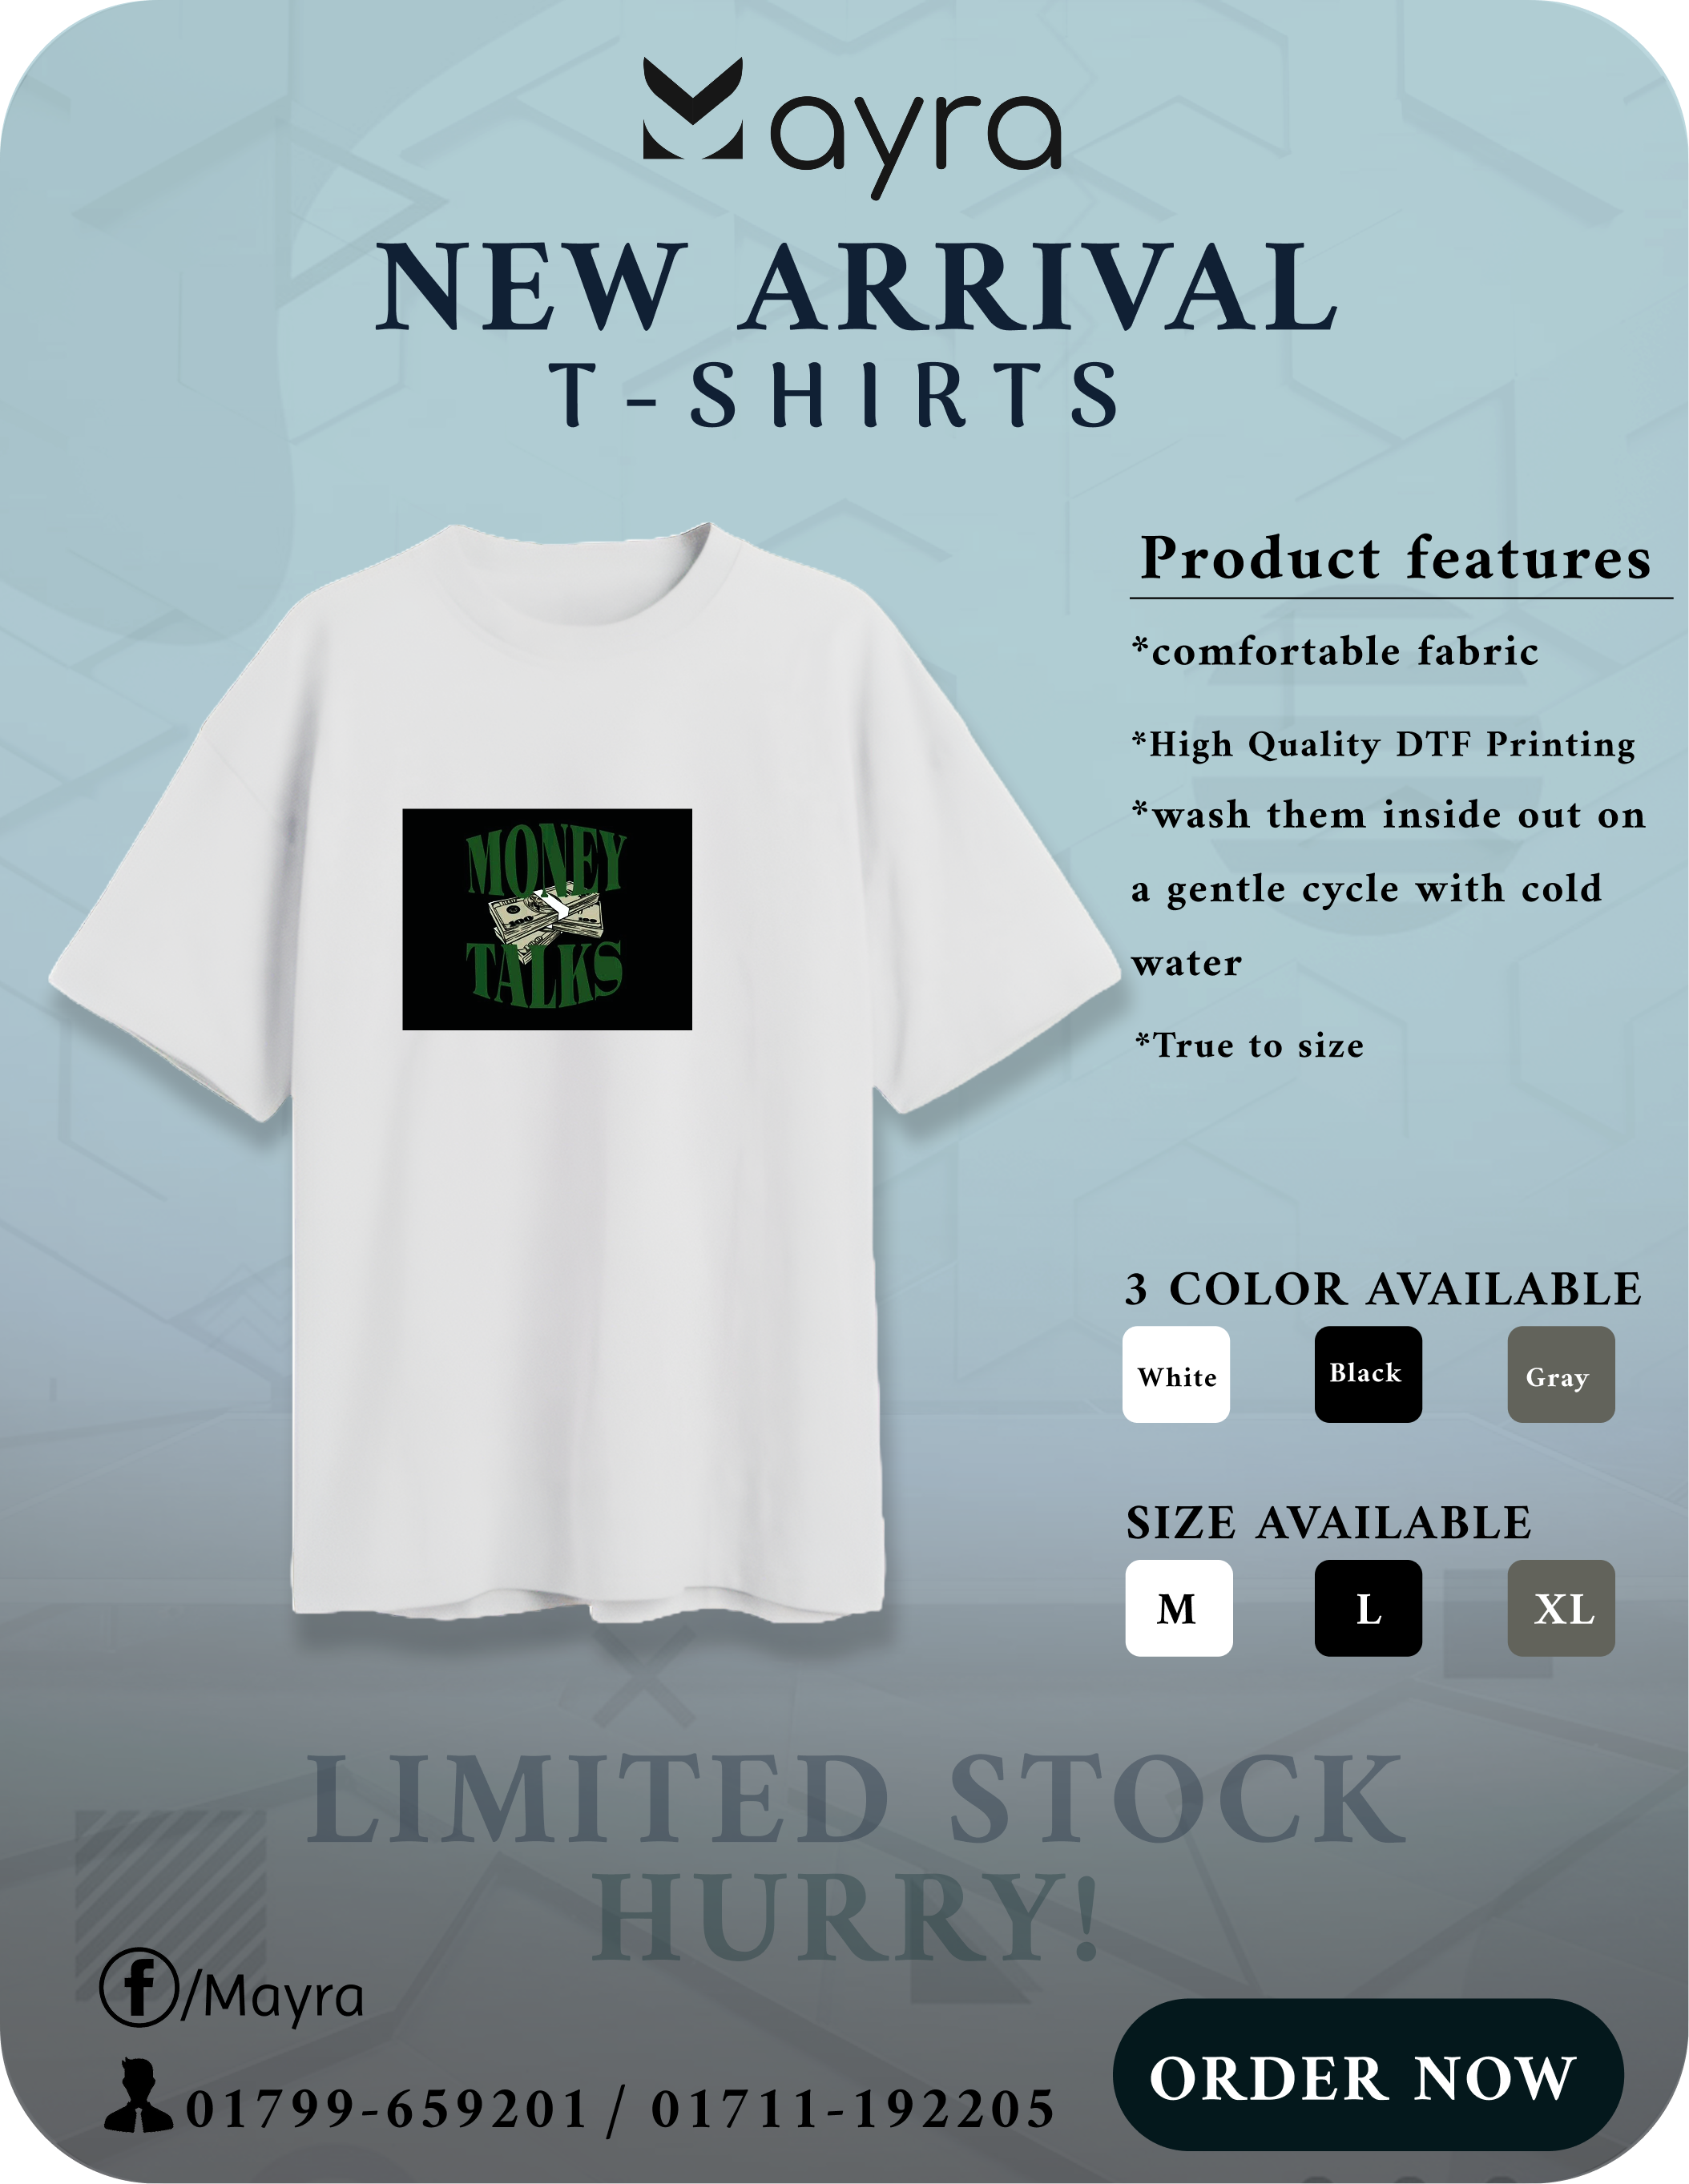 Mayra
NEW ARRIVAL
T-SHIRTS
Product features
*comfortable fabric
*High Quality DTF Printing
*wash them inside out on
a gentle cycle with cold
water
*True to size
MONEY
100
100
TALKS
3 COLOR AVAILABLE
White Black Gray
SIZE AVAILABLE
M L XL
LIMITED STOCK
HURRY!
f/Mayra
01799-659201 / 01711-192205
ORDER NOW